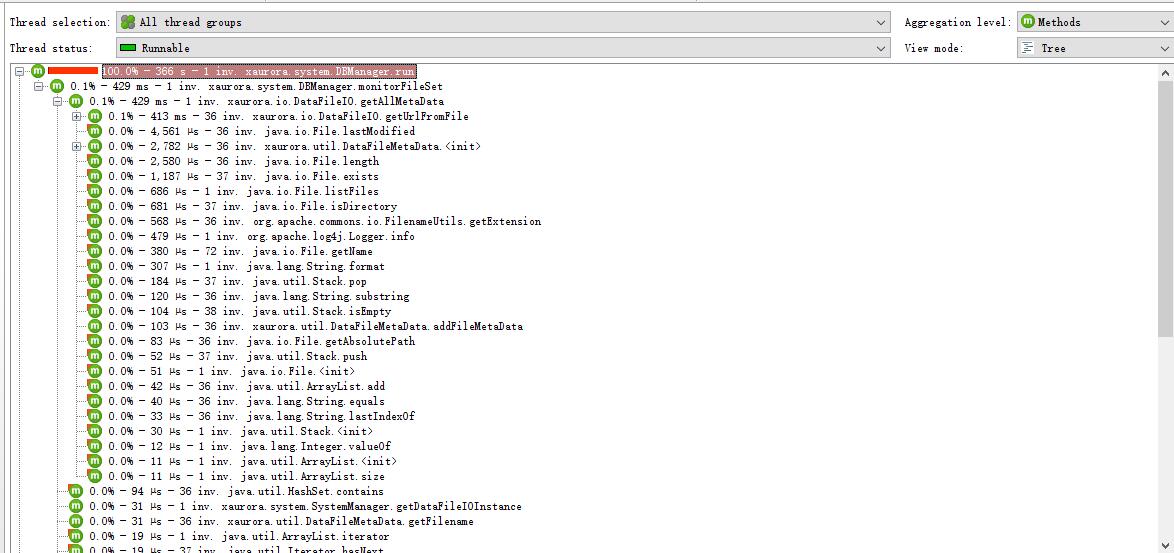 Thread selection: All thread groups Aggregation level: m Methods
Thread status: Runnable View mode: Tree
m 100.0% - 366 s - 1 inv. xaurora.system.DBManager.run
m 0.1% - 429 ms - 1 inv. xaurora.system.DBManager.monitorFileSet
m 0.1% - 429 ms - 1 inv. xaurora.io.DataFileIO.getAllMetaData
m 0.1% - 413 ms - 36 inv. xaurora.io.DataFileIO.getUrlFromFile
m 0.0% - 4,561 µs - 36 inv. java.io.File.lastModified
m 0.0% - 2,782 µs - 36 inv. xaurora.util.DataFileMetaData.<init>
m 0.0% - 2,580 µs - 36 inv. java.io.File.length
m 0.0% - 1,187 µs - 37 inv. java.io.File.exists
m 0.0% - 686 µs - 1 inv. java.io.File.listFiles
m 0.0% - 681 µs - 37 inv. java.io.File.isDirectory
m 0.0% - 568 µs - 36 inv. org.apache.commons.io.FilenameUtils.getExtension
m 0.0% - 479 µs - 1 inv. org.apache.log4j.Logger.info
m 0.0% - 380 µs - 72 inv. java.io.File.getName
m 0.0% - 307 µs - 1 inv. java.lang.String.format
m 0.0% - 184 µs - 37 inv. java.util.Stack.pop
m 0.0% - 120 µs - 36 inv. java.lang.String.substring
m 0.0% - 104 µs - 38 inv. java.util.Stack.isEmpty
m 0.0% - 103 µs - 36 inv. xaurora.util.DataFileMetaData.addFileMetaData
m 0.0% - 83 µs - 36 inv. java.io.File.getAbsolutePath
m 0.0% - 52 µs - 37 inv. java.util.Stack.push
m 0.0% - 51 µs - 1 inv. java.io.File.<init>
m 0.0% - 42 µs - 36 inv. java.util.ArrayList.add
m 0.0% - 40 µs - 36 inv. java.lang.String.equals
m 0.0% - 33 µs - 36 inv. java.lang.String.lastIndexOf
m 0.0% - 30 µs - 1 inv. java.util.Stack.<init>
m 0.0% - 12 µs - 1 inv. java.lang.Integer.valueOf
m 0.0% - 11 µs - 1 inv. java.util.ArrayList.<init>
m 0.0% - 11 µs - 1 inv. java.util.ArrayList.size
m 0.0% - 94 µs - 36 inv. java.util.HashSet.contains
m 0.0% - 31 µs - 1 inv. xaurora.system.SystemManager.getDataFileIOInstance
m 0.0% - 31 µs - 36 inv. xaurora.util.DataFileMetaData.getFilename
m 0.0% - 19 µs - 1 inv. java.util.ArrayList.iterator
m 0.0% - 19 µs - 37 inv. java.util.Iterator.hasNext